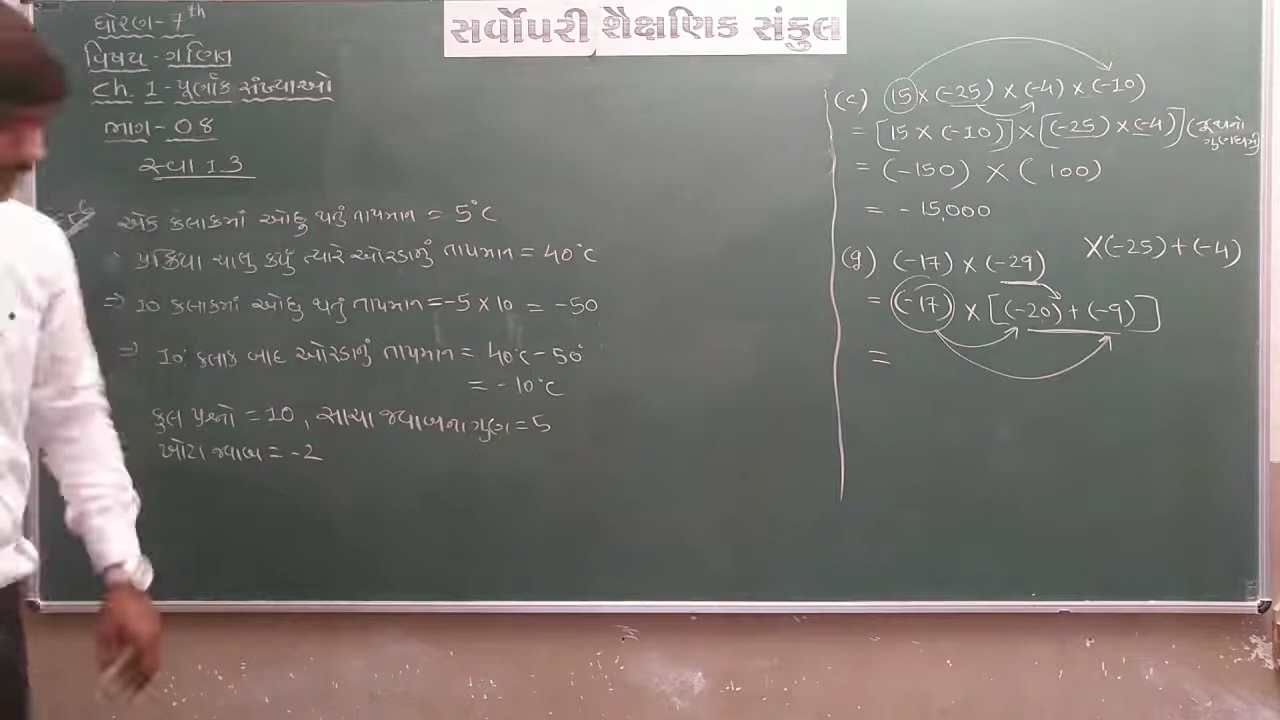 સર્વોપરી શૈક્ષણિક સંકુલ
ધોરણ - 7th
વિષય - ગણિત
Ch. 1 - પૂર્ણાંક સંખ્યાઓ
ભાગ - 08
સ્વા 1.3
એક કલાકમાં ઓછુ થતું તાપમાન = 5°C
પ્રક્રિયા ચાલુ કર્યું ત્યારે ઓરડાનું તાપમાન = 40°C
⇒ 10 કલાકમાં ઓછુ થતું તાપમાન = -5 × 10 = -50
⇒ 10 કલાક બાદ ઓરડાનું તાપમાન = 40°C - 50°
= -10°C
કુલ પ્રશ્નો = 10, સાચા જવાબના ગુણ = 5
ખોટા જવાબ = -2
(c) 15 × (-25) × (-4) × (-10)
= [15 × (-10)] × [(-25) × (-4)] (જૂથનો ગુણધર્મ)
= (-150) × (100)
= -15,000
×(-25)+(-4)
(g) (-17) × (-29)
= (-17) × [(-20) + (-9)]
=